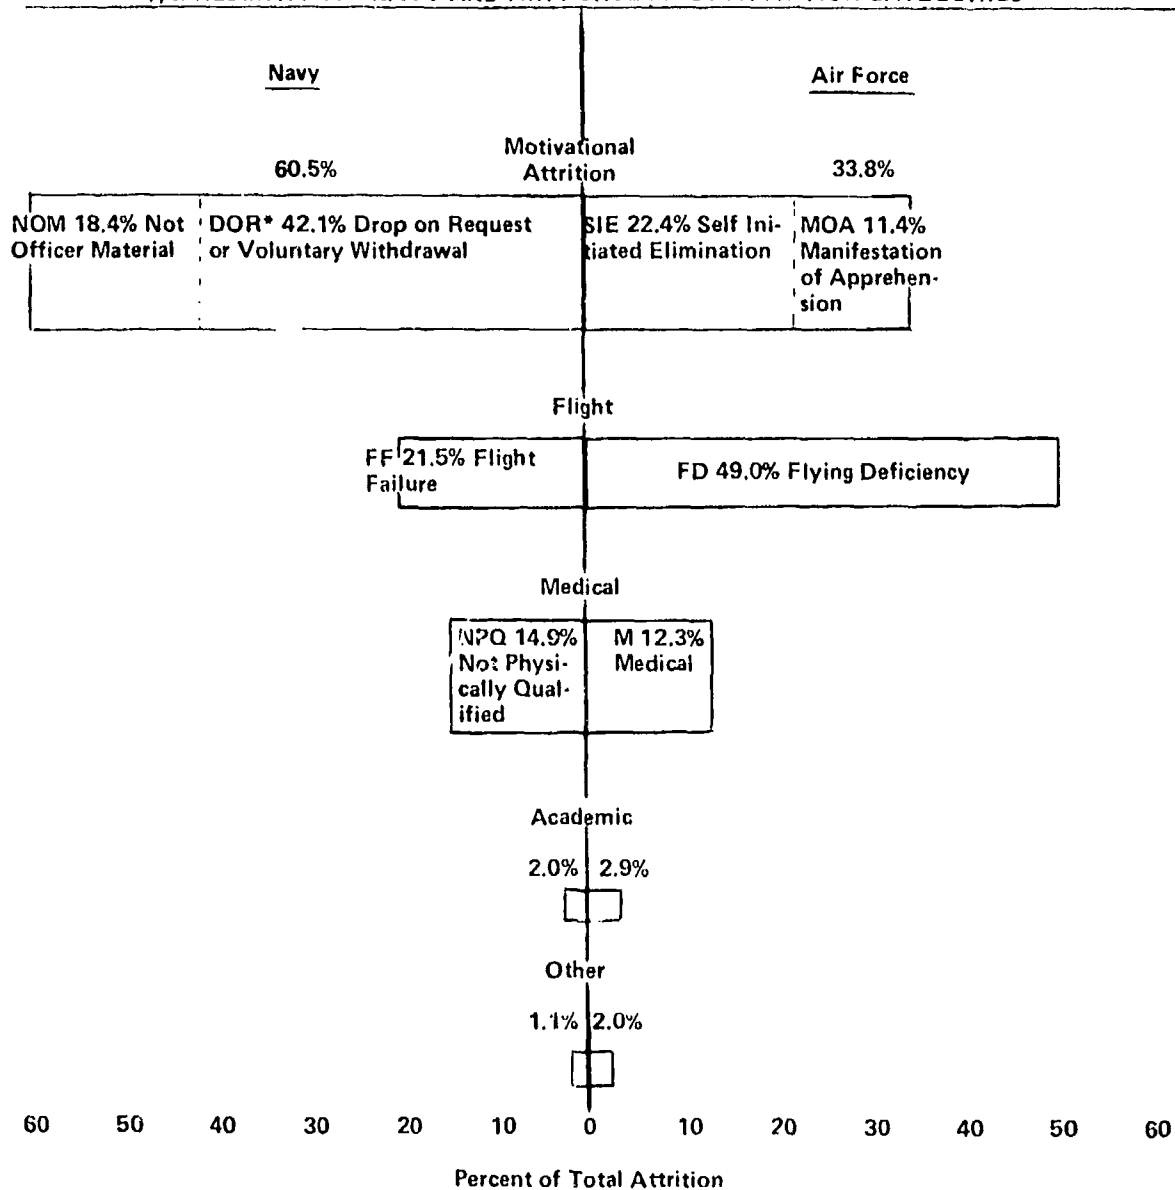 Navy
Air Force
Motivational
Attrition
60.5%
33.8%
NOM 18.4% Not
Officer Material
DOR* 42.1% Drop on Request
or Voluntary Withdrawal
SIE 22.4% Self Ini-
tiated Elimination
MOA 11.4%
Manifestation
of Apprehen-
sion
Flight
FF 21.5% Flight
Failure
FD 49.0% Flying Deficiency
Medical
NPQ 14.9%
Not Physi-
cally Qual-
ified
M 12.3%
Medical
Academic
2.0% 2.9%
Other
1.1% 2.0%
60 50 40 30 20 10 0 10 20 30 40 50 60
Percent of Total Attrition